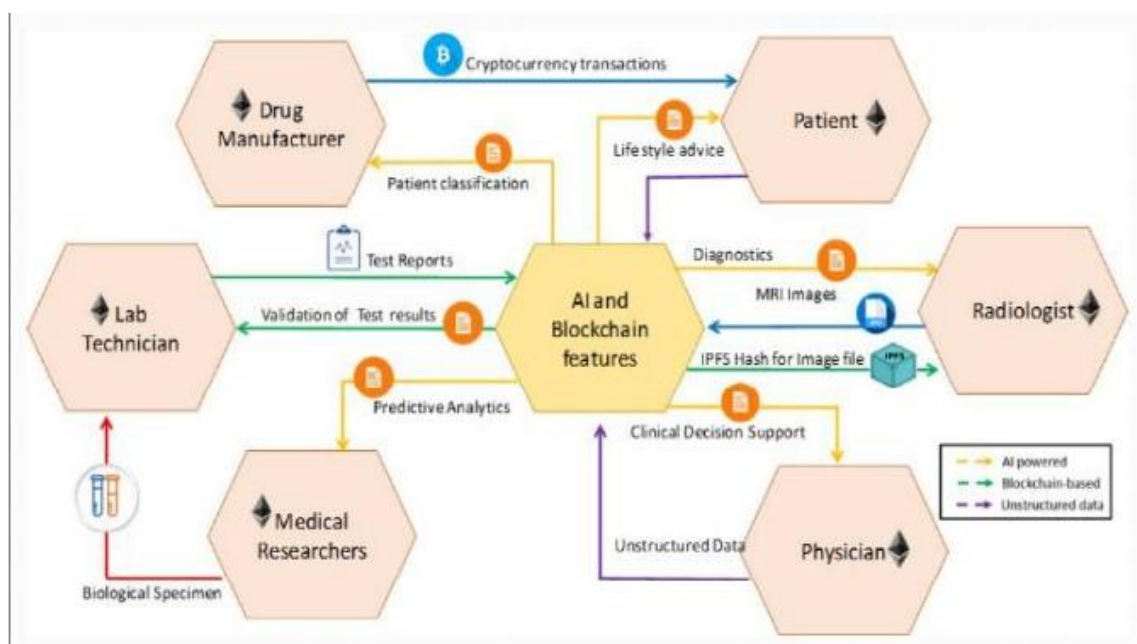 Cryptocurrency transactions
Drug
Manufacturer
Patient
Life style advice
Patient classification
Test Reports
Diagnostics
MRI Images
Lab
Technician
Validation of Test results
AI and
Blockchain
features
Radiologist
IPFS Hash for Image file
IPFS
Predictive Analytics
Clinical Decision Support
AI powered
Blockchain-based
Unstructured data
Medical
Researchers
Unstructured Data
Physician
Biological Specimen